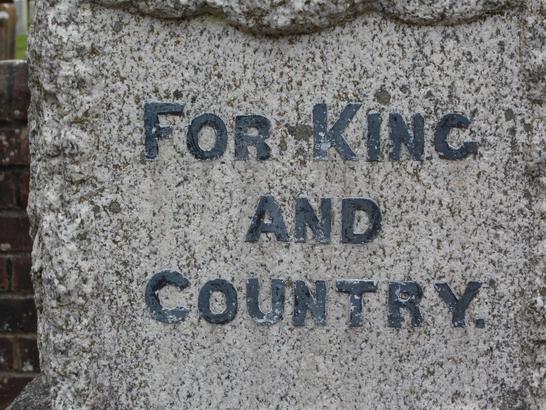 FOR KING
AND
COUNTRY.